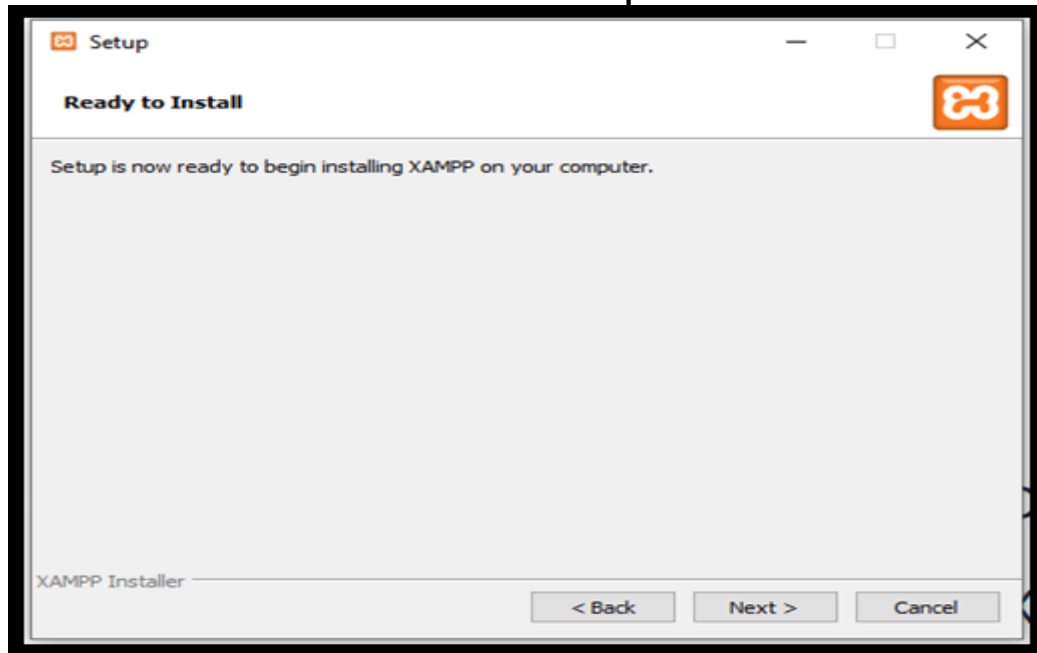 Setup
Ready to Install
Setup is now ready to begin installing XAMPP on your computer.
XAMPP Installer
< Back Next > Cancel